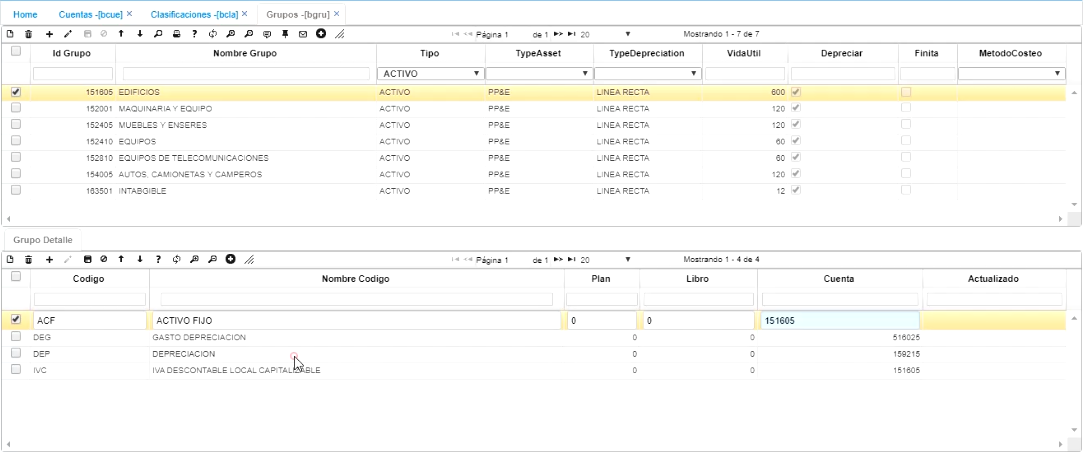 Home Cuentas -[bcue] × Clasificaciones -[bcla] × Grupos -[bgru] ×
Página 1 de 1 20 Mostrando 1 - 7 de 7
Id Grupo Nombre Grupo Tipo TypeAsset TypeDepreciation VidaUtil Depreciar Finita MetodoCosteo
ACTIVO
151605 EDIFICIOS ACTIVO PP&E LINEA RECTA 600
152001 MAQUINARIA Y EQUIPO ACTIVO PP&E LINEA RECTA 120
152405 MUEBLES Y ENSERES ACTIVO PP&E LINEA RECTA 120
152410 EQUIPOS ACTIVO PP&E LINEA RECTA 60
152810 EQUIPOS DE TELECOMUNICACIONES ACTIVO PP&E LINEA RECTA 60
154005 AUTOS, CAMIONETAS Y CAMPEROS ACTIVO PP&E LINEA RECTA 120
163501 INTABGIBLE ACTIVO PP&E LINEA RECTA 12
Grupo Detalle
Página 1 de 1 20 Mostrando 1 - 4 de 4
Codigo Nombre Codigo Plan Libro Cuenta Actualizado
ACF ACTIVO FIJO 0 0 151605
DEG GASTO DEPRECIACION 0 0 516025
DEP DEPRECIACION 0 0 159215
IVC IVA DESCONTABLE LOCAL CAPITALIZABLE 0 0 151605